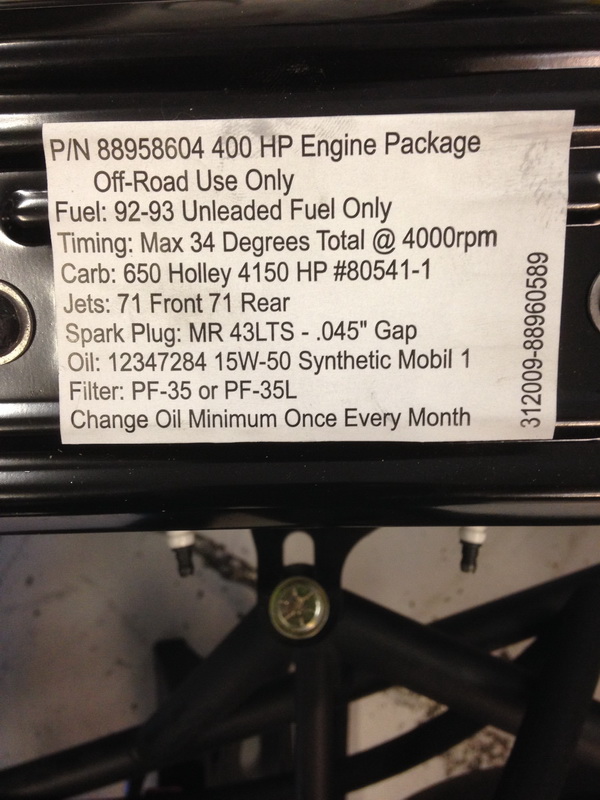 P/N 88958604 400 HP Engine Package
Off-Road Use Only
Fuel: 92-93 Unleaded Fuel Only
Timing: Max 34 Degrees Total @ 4000rpm
Carb: 650 Holley 4150 HP #80541-1
Jets: 71 Front 71 Rear
Spark Plug: MR 43LTS - .045" Gap
Oil: 12347284 15W-50 Synthetic Mobil 1
Filter: PF-35 or PF-35L
Change Oil Minimum Once Every Month
312009-88960589